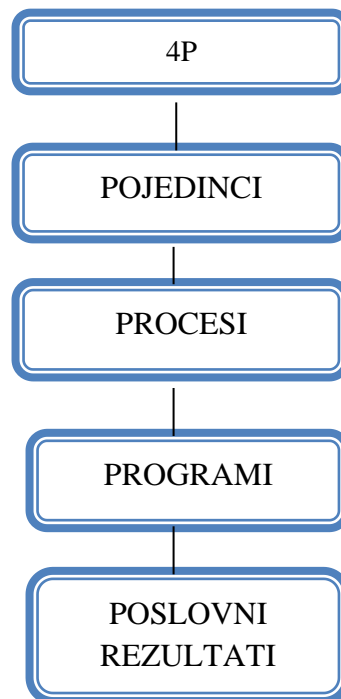 4P
POJEDINCI
PROCESI
PROGRAMI
POSLOVNI
REZULTATI